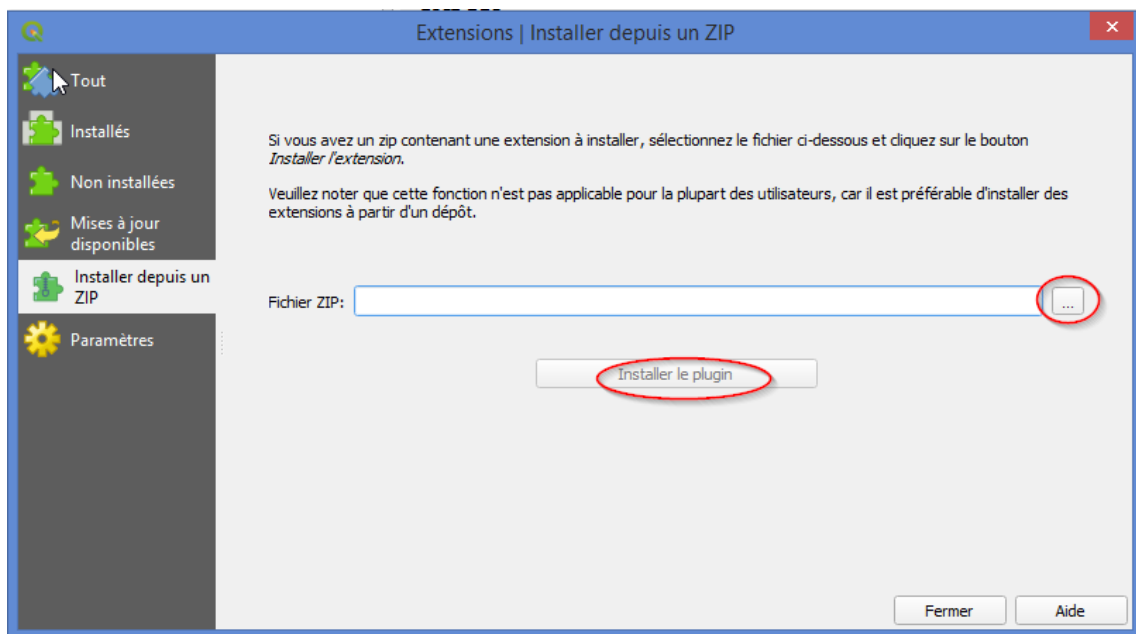 Extensions | Installer depuis un ZIP
Tout
Installés
Non installées
Mises à jour
disponibles
Installer depuis un
ZIP
Paramètres
Si vous avez un zip contenant une extension à installer, sélectionnez le fichier ci-dessous et cliquez sur le bouton
Installer l'extension.
Veuillez noter que cette fonction n'est pas applicable pour la plupart des utilisateurs, car il est préférable d'installer des
extensions à partir d'un dépôt.
Fichier ZIP:
...
Installer le plugin
Fermer
Aide